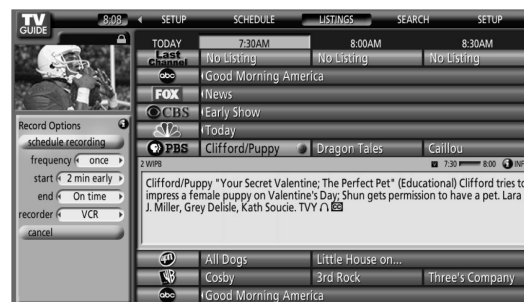 TV GUIDE 8:08 SETUP SCHEDULE LISTINGS SEARCH SETUP
TODAY 7:30AM 8:00AM 8:30AM
Last Channel No Listing No Listing No Listing
abc Good Morning America
FOX News
CBS Early Show
Today
PBS Clifford/Puppy Dragon Tales Caillou
Record Options
schedule recording
frequency once
start 2 min early
end On time
recorder VCR
cancel
2 WIPB 7:30 8:00 INF
Clifford/Puppy "Your Secret Valentine; The Perfect Pet" (Educational) Clifford tries to
impress a female puppy on Valentine's Day; Shun gets permission to have a pet. Lara
J. Miller, Grey Delisle, Kath Soucie. TVY CC
All Dogs Little House on...
WB Cosby 3rd Rock Three's Company
abc Good Morning America